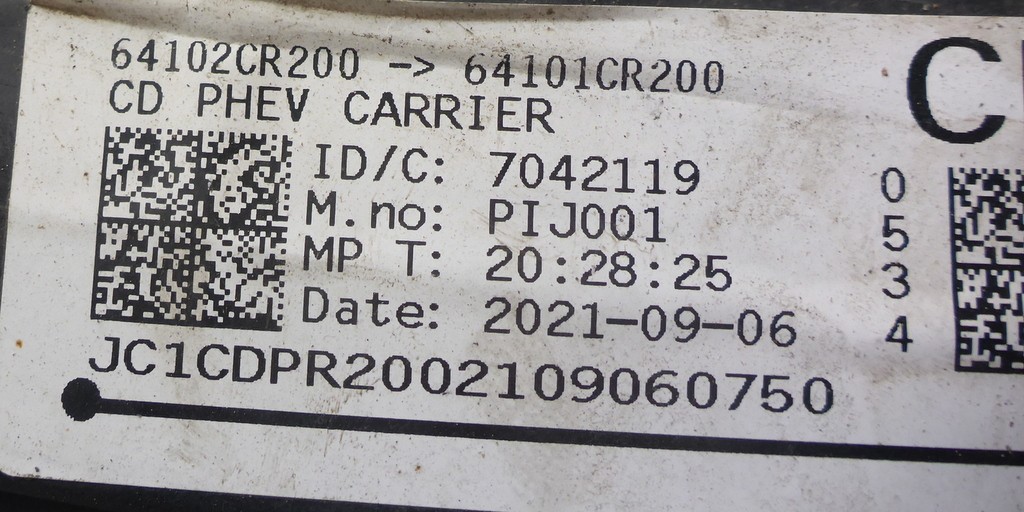 64102CR200 -> 64101CR200
CD PHEV CARRIER
ID/C: 7042119
M.no: PIJ001
MP T: 20:28:25
Date: 2021-09-06
JC1CDPR2002109060750
C
0
5
3
4